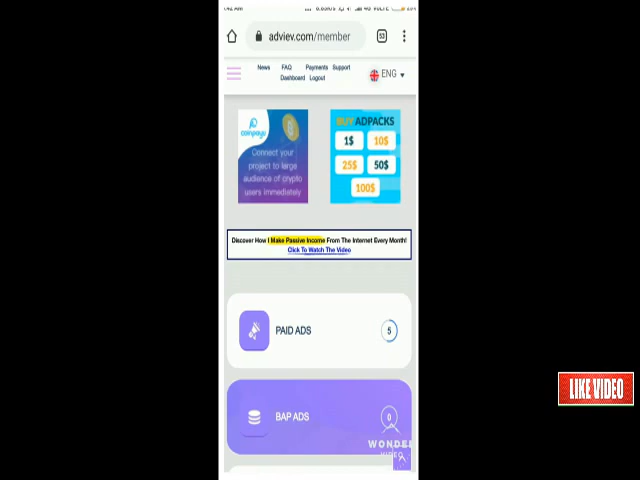 53
adviev.com/member
News FAQ Payments Support
Dashboard Logout
ENG
coinpayu
Connect your
project to large
audience of crypto
users immediately
BUY ADPACKS
1$ 10$
25$ 50$
100$
Discover How I Make Passive Income From The Internet Every Month!
Click To Watch The Video
PAID ADS
5
BAP ADS
0
LIKE VIDEO